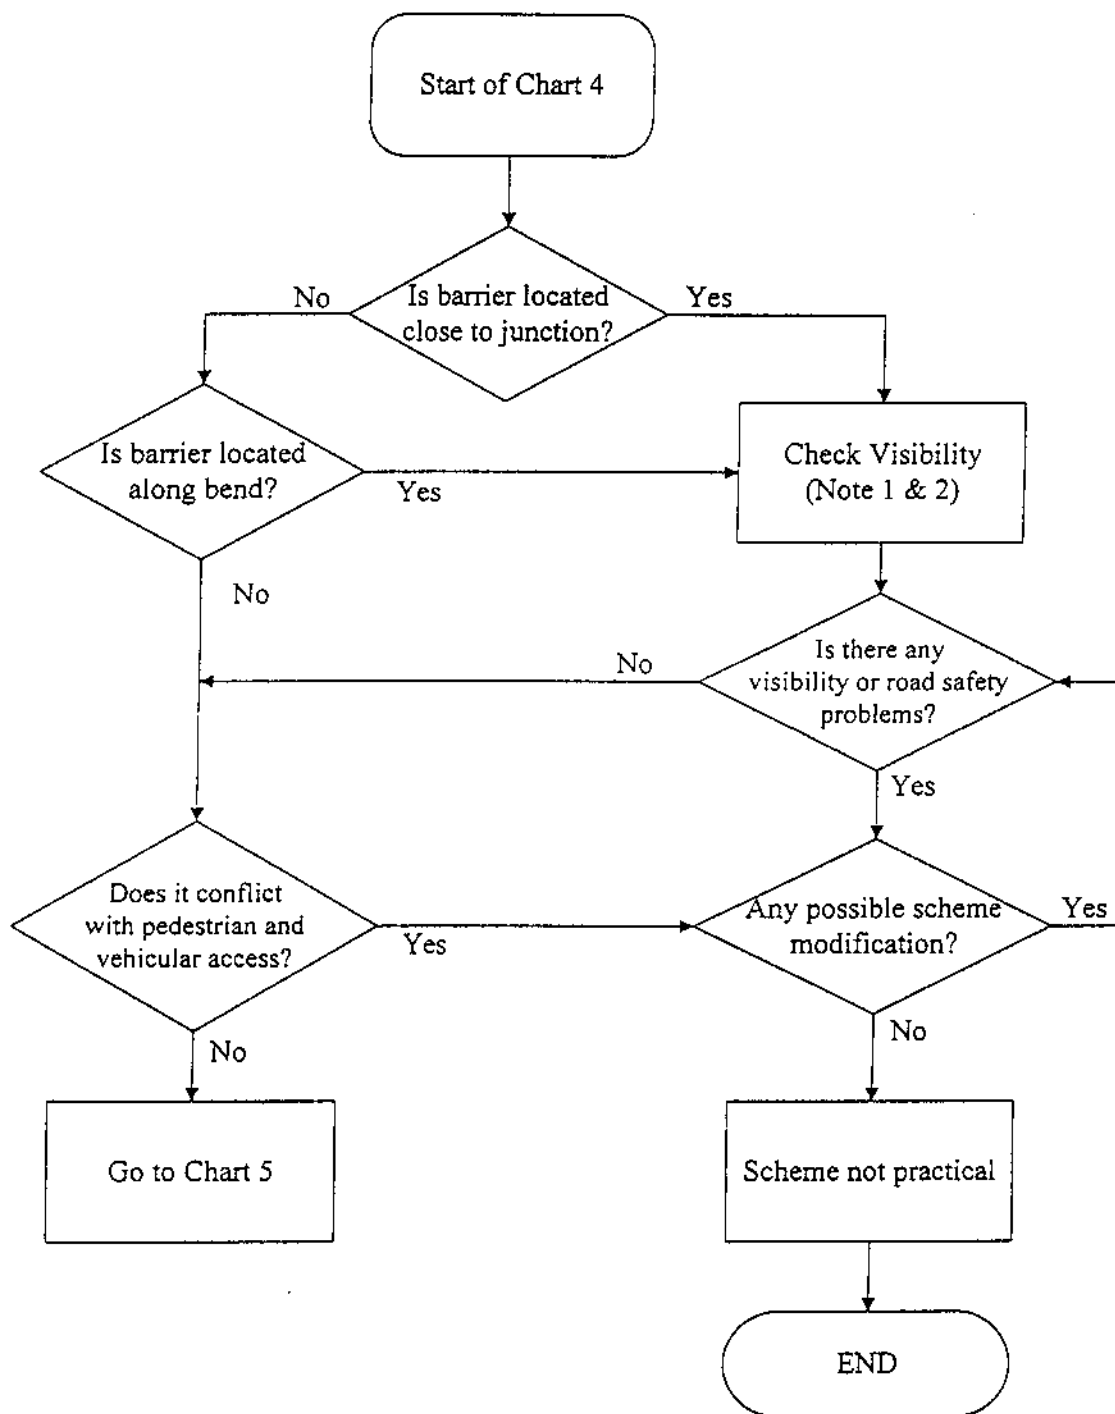 Start of Chart 4
No
Is barrier located
close to junction?
Yes
Is barrier located
along bend?
Yes
Check Visibility
(Note 1 & 2)
No
No
Is there any
visibility or road safety
problems?
Yes
Does it conflict
with pedestrian and
vehicular access?
Yes
Any possible scheme
modification?
Yes
No
No
Go to Chart 5
Scheme not practical
END